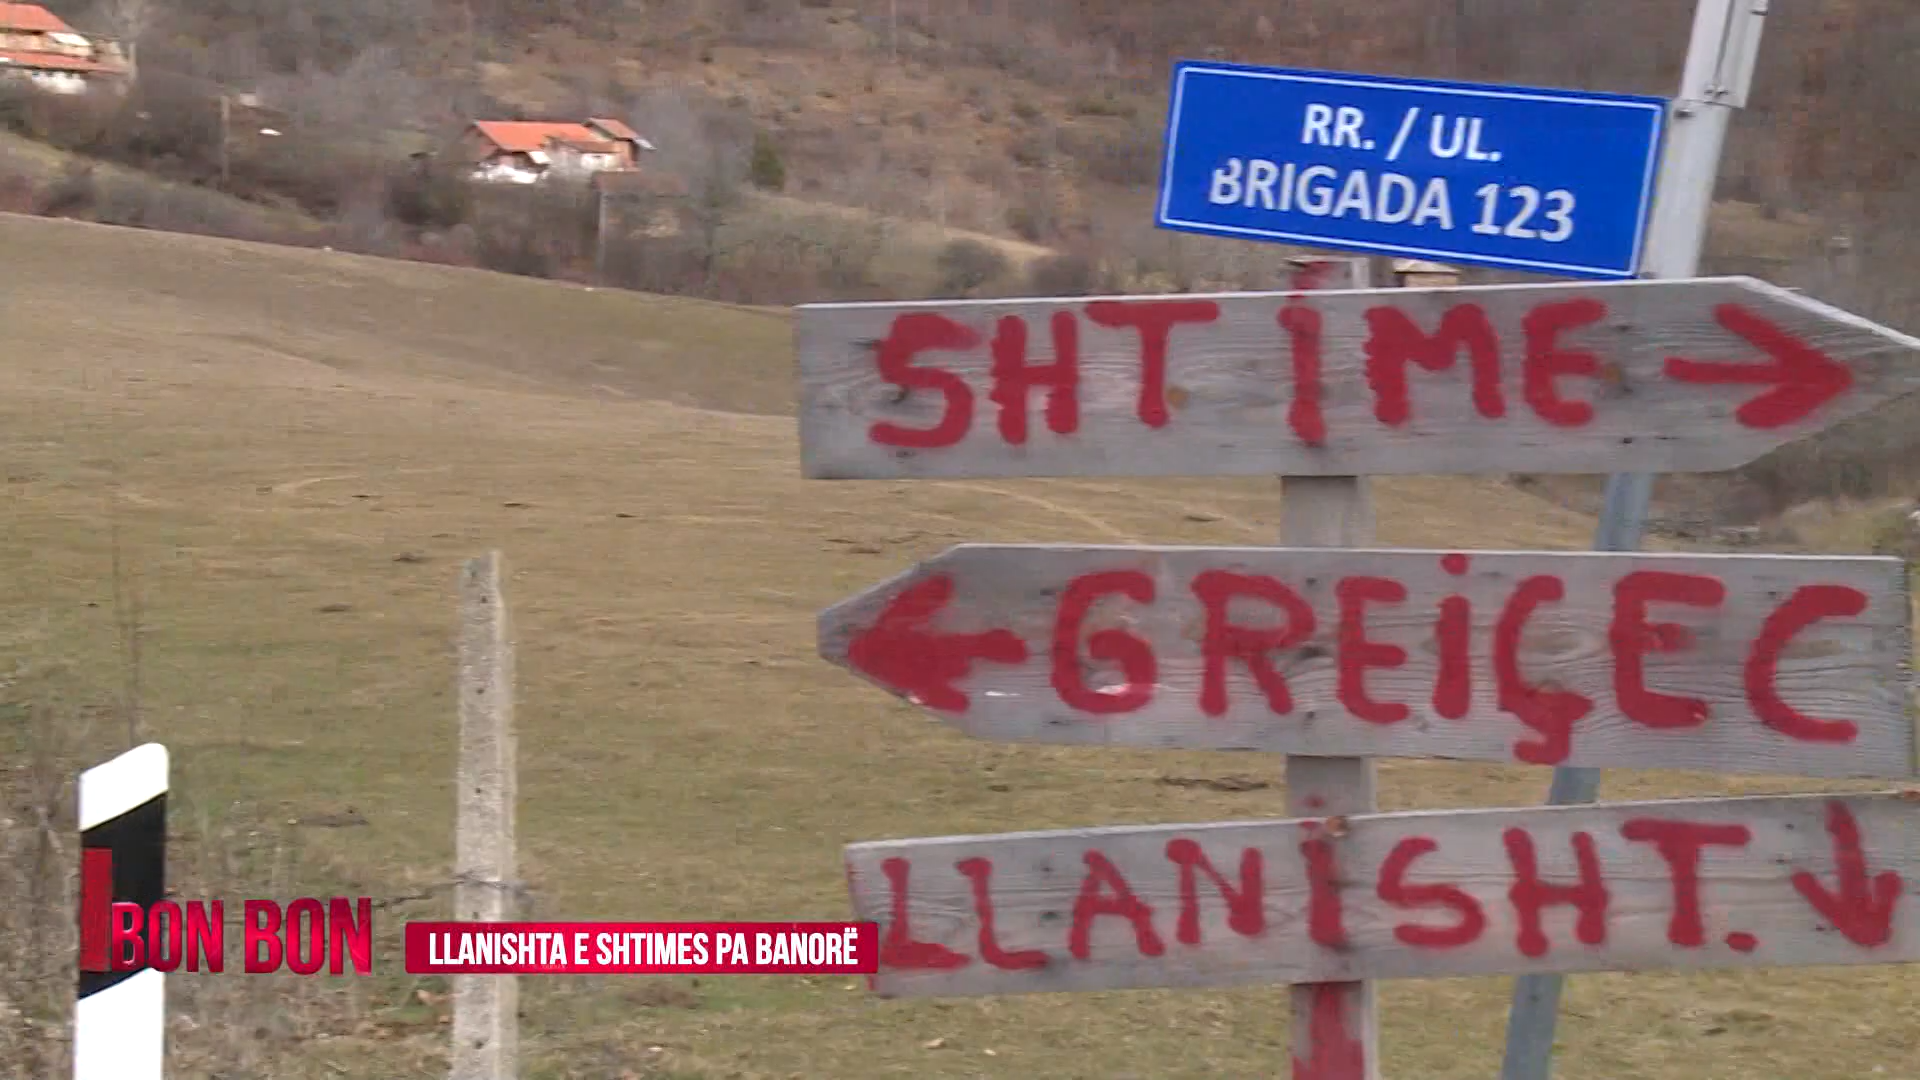 RR. / UL.
BRIGADA 123
SHTIME →
← GREIÇEC
LLANISHT. ↓
BON BON
LLANISHTA E SHTIMES PA BANORË